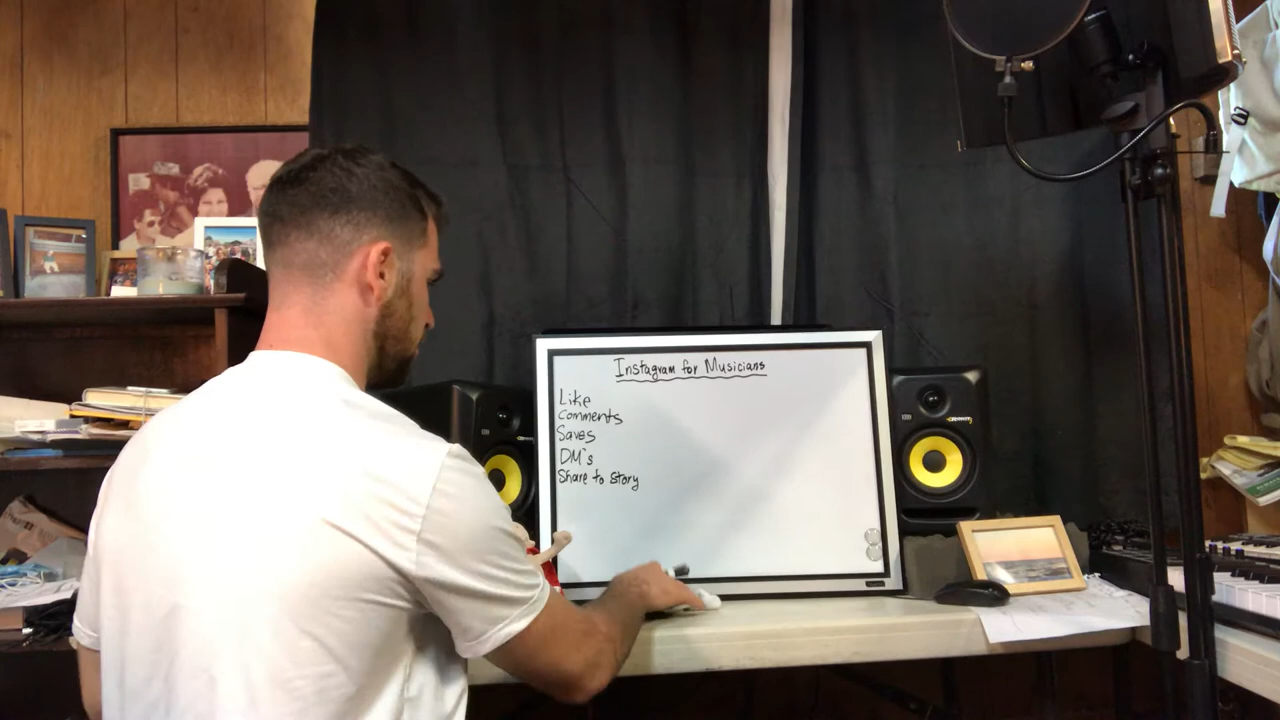 Instagram for Musicians
Like
Comments
Saves
DM's
Share to Story